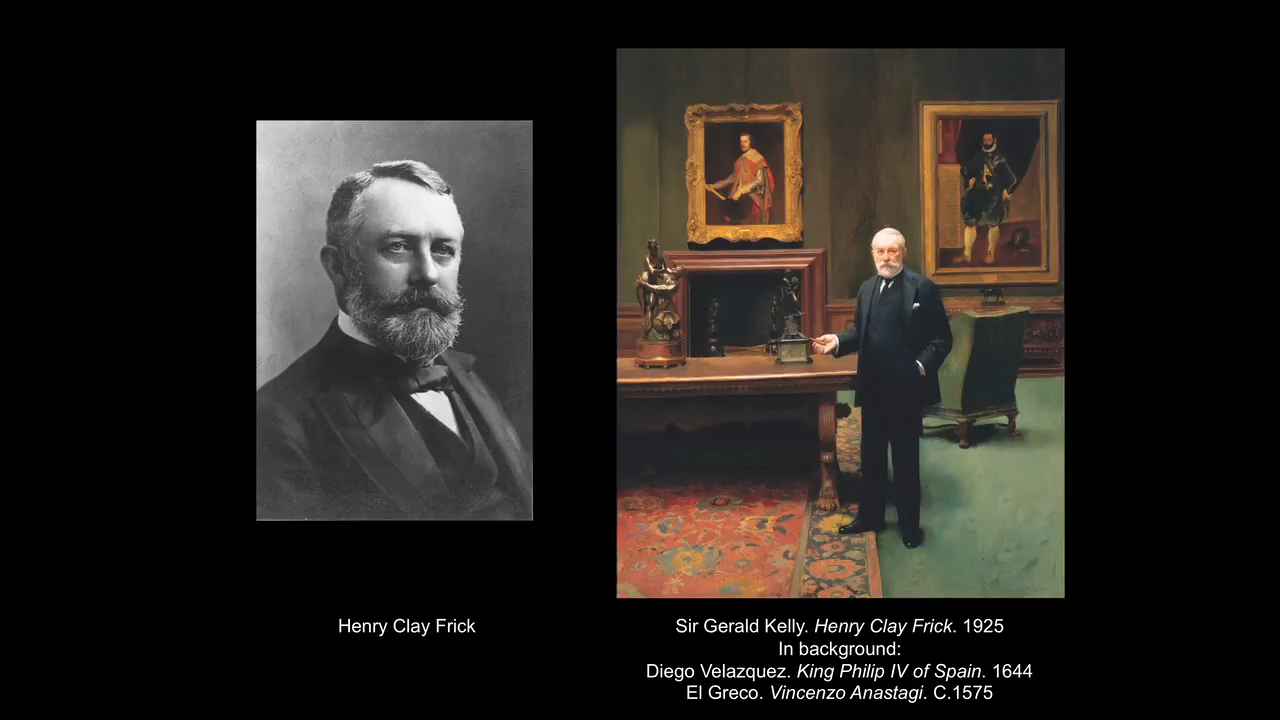 Henry Clay Frick
Sir Gerald Kelly. Henry Clay Frick. 1925
In background:
Diego Velazquez. King Philip IV of Spain. 1644
El Greco. Vincenzo Anastagi. C.1575